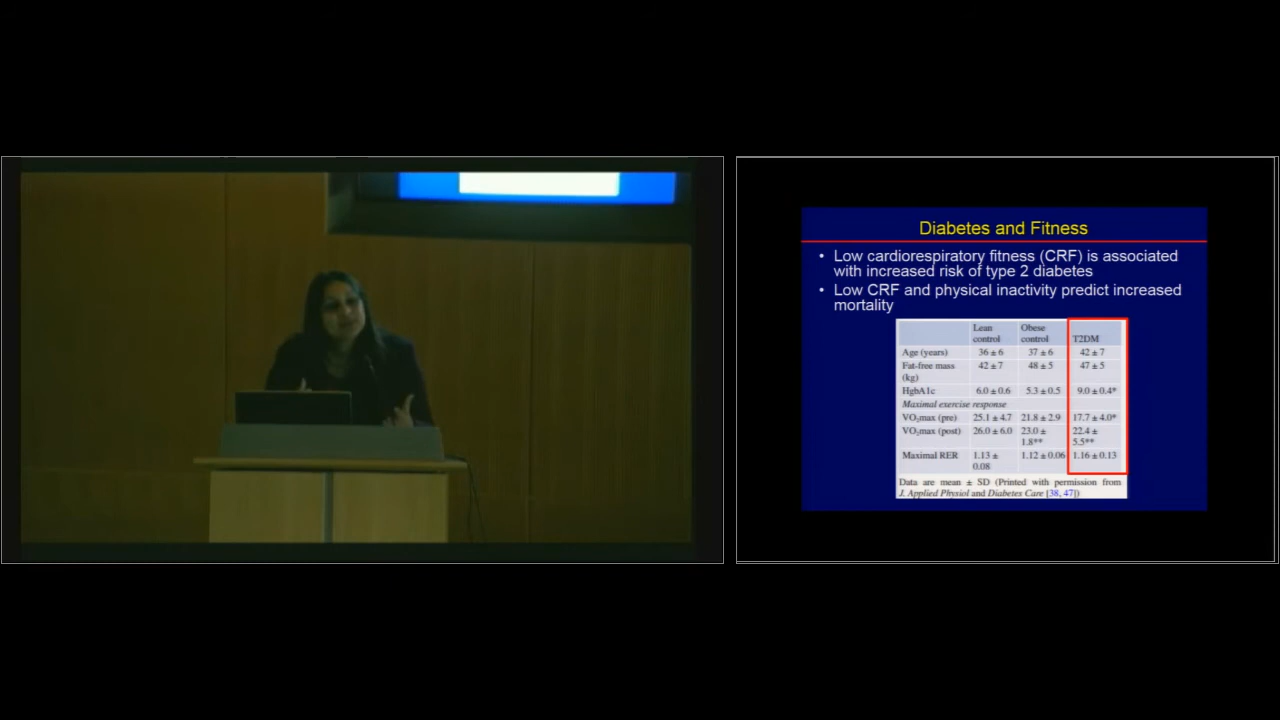 Diabetes and Fitness
• Low cardiorespiratory fitness (CRF) is associated
with increased risk of type 2 diabetes
• Low CRF and physical inactivity predict increased
mortality
Lean control Obese control T2DM
Age (years) 36 ± 6 37 ± 6 42 ± 7
Fat-free mass (kg) 42 ± 7 48 ± 5 47 ± 5
HgbA1c 6.0 ± 0.6 5.3 ± 0.5 9.0 ± 0.4*
Maximal exercise response
VO2max (pre) 25.1 ± 4.7 21.8 ± 2.9 17.7 ± 4.0*
VO2max (post) 26.0 ± 6.0 23.0 ± 1.8** 22.4 ± 5.5**
Maximal RER 1.13 ± 0.08 1.12 ± 0.06 1.16 ± 0.13
Data are mean ± SD (Printed with permission from
J. Applied Physiol and Diabetes Care [38, 47])